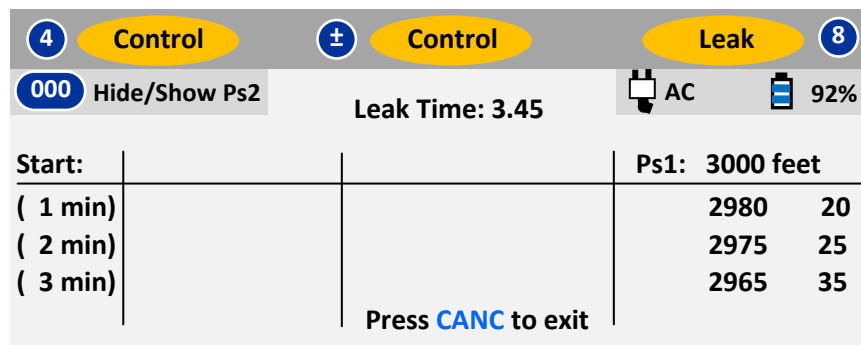 4 Control ± Control Leak 8
000 Hide/Show Ps2 Leak Time: 3.45 AC 92%
Start: Ps1: 3000 feet
( 1 min) 2980 20
( 2 min) 2975 25
( 3 min) 2965 35
Press CANC to exit